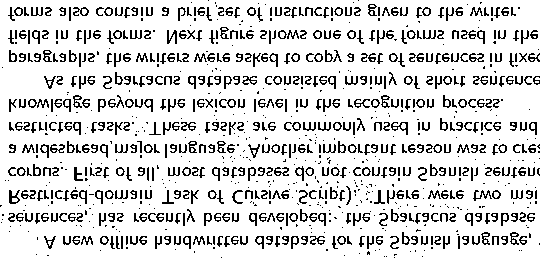 A new offline handwritten database for the Spanish language,
sentences, has recently been developed: the Spartacus database
Restricted-domain Task of Cursive Script). There were two mai
corpus. First of all, most databases do not contain Spanish sentenc
a widespread major language. Another important reason was to crea
restricted tasks. These tasks are commonly used in practice and
knowledge beyond the lexicon level in the recognition process.
As the Spartacus database consisted mainly of short sentence
paragraphs, the writers were asked to copy a set of sentences in fixed
fields in the forms. Next figure shows one of the forms used in the
forms also contain a brief set of instructions given to the writer.